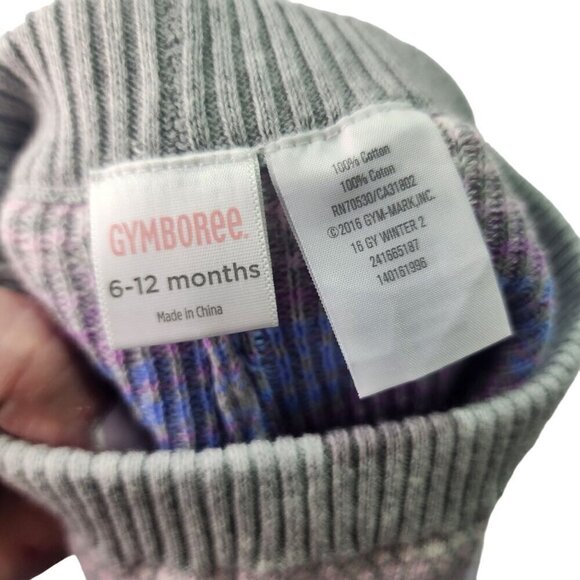 GYMBOREE
6-12 months
Made in China
100% Cotton
100% Coton
RN70530/CA31802
©2016 GYM-MARK,INC.
16 GY WINTER 2
241665187
140161996